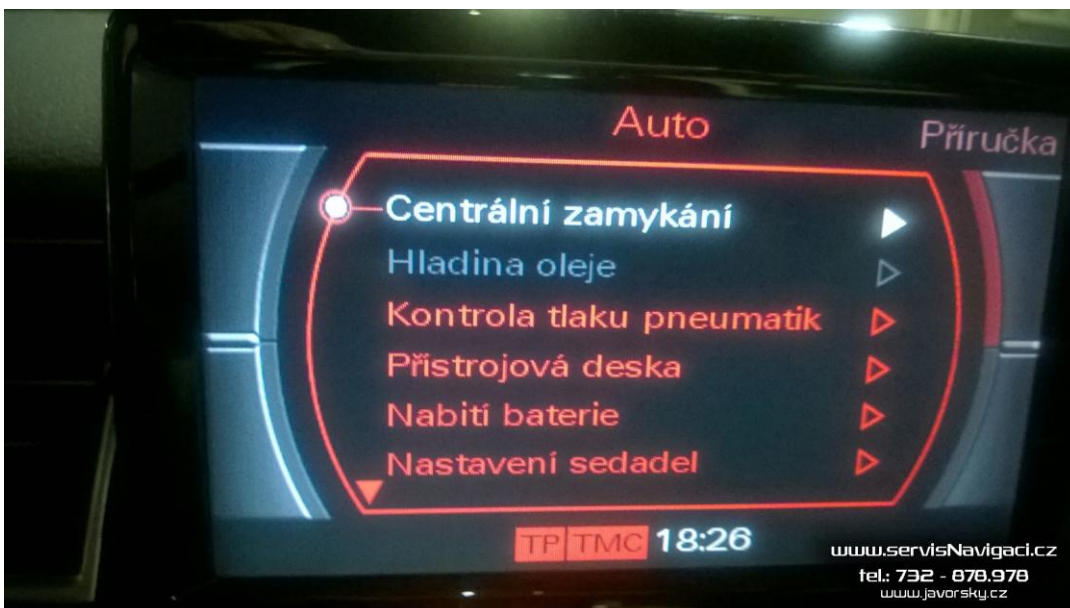 Auto
Příručka
Centrální zamykání
Hladina oleje
Kontrola tlaku pneumatik
Přístrojová deska
Nabití baterie
Nastavení sedadel
TP TMC 18:26
www.servisNavigaci.cz
tel.: 732 - 878.978
www.javorsky.cz